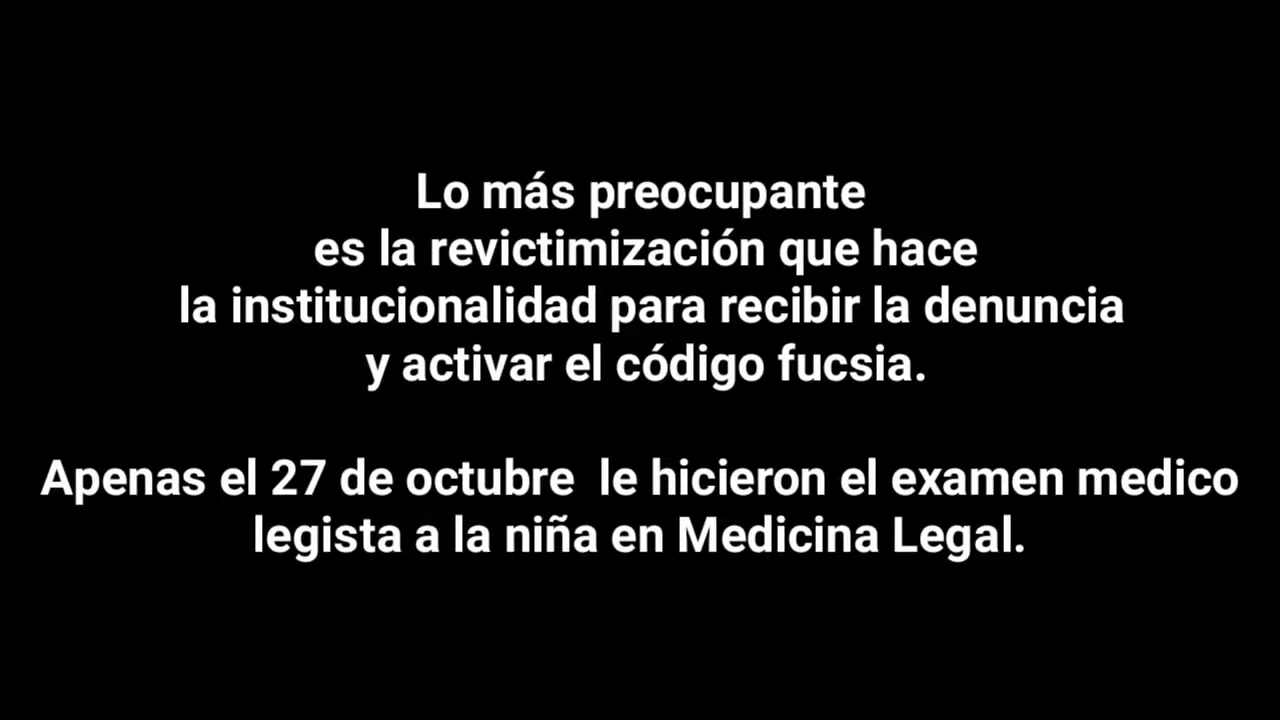 Lo más preocupante
es la revictimización que hace
la institucionalidad para recibir la denuncia
y activar el código fucsia.
Apenas el 27 de octubre  le hicieron el examen medico
legista a la niña en Medicina Legal.